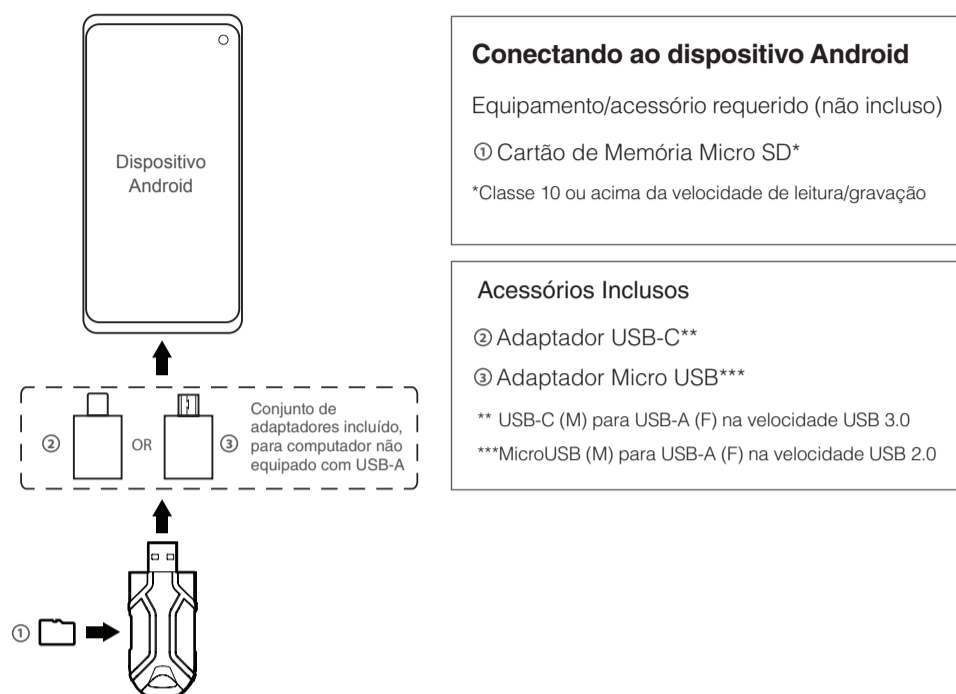 Dispositivo
Android
②
OR
③
Conjunto de
adaptadores incluído,
para computador não
equipado com USB-A
①
Conectando ao dispositivo Android
Equipamento/acessório requerido (não incluso)
① Cartão de Memória Micro SD*
*Classe 10 ou acima da velocidade de leitura/gravação
Acessórios Inclusos
② Adaptador USB-C**
③ Adaptador Micro USB***
** USB-C (M) para USB-A (F) na velocidade USB 3.0
***MicroUSB (M) para USB-A (F) na velocidade USB 2.0